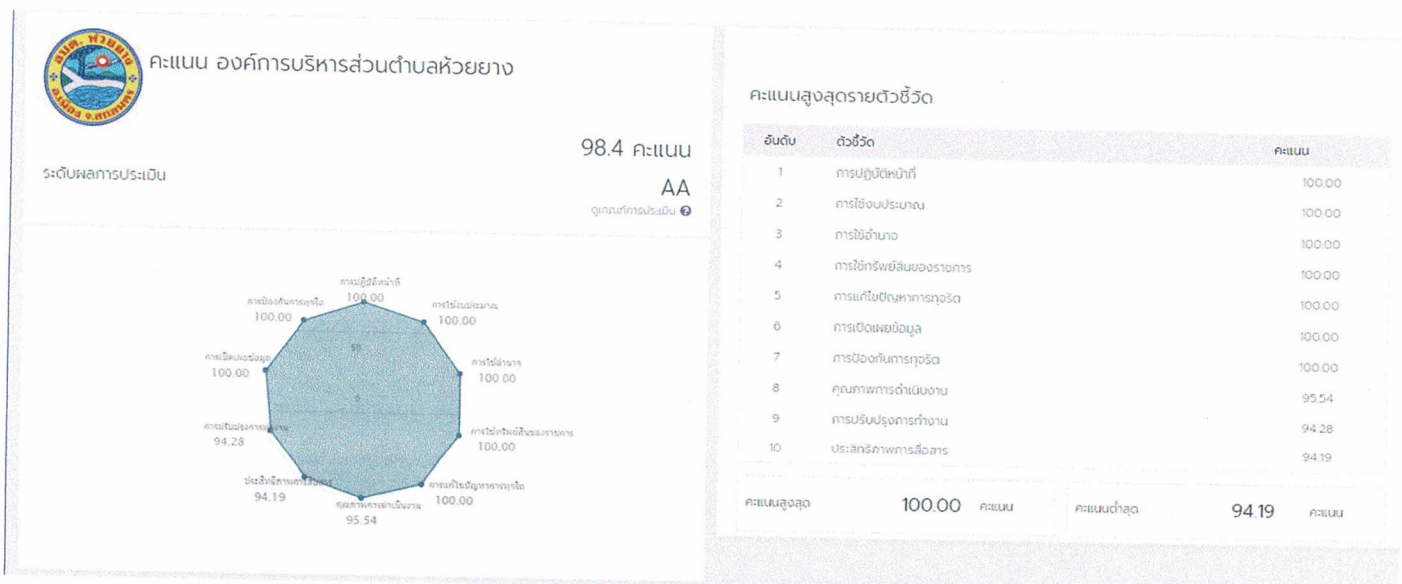 อบต. ห้วยยาง
อ.เมือง จ.สกลนคร
คะแนน องค์การบริหารส่วนตำบลห้วยยาง
98.4 คะแนน
ระดับผลการประเมิน
AA
ดูเกณฑ์การประเมิน
การปฏิบัติหน้าที่
100.00
การใช้งบประมาณ
100.00
การใช้อำนาจ
100.00
การใช้ทรัพย์สินของราชการ
100.00
การแก้ไขปัญหาการทุจริต
100.00
คุณภาพการดำเนินงาน
95.54
ประสิทธิภาพการสื่อสาร
94.19
การปรับปรุงการทำงาน
94.28
การเปิดเผยข้อมูล
100.00
การป้องกันการทุจริต
100.00
50
0
คะแนนสูงสุดรายตัวชี้วัด
อันดับ ตัวชี้วัด คะแนน
1 การปฏิบัติหน้าที่ 100.00
2 การใช้งบประมาณ 100.00
3 การใช้อำนาจ 100.00
4 การใช้ทรัพย์สินของราชการ 100.00
5 การแก้ไขปัญหาการทุจริต 100.00
6 การเปิดเผยข้อมูล 100.00
7 การป้องกันการทุจริต 100.00
8 คุณภาพการดำเนินงาน 95.54
9 การปรับปรุงการทำงาน 94.28
10 ประสิทธิภาพการสื่อสาร 94.19
คะแนนสูงสุด 100.00 คะแนน
คะแนนต่ำสุด 94.19 คะแนน